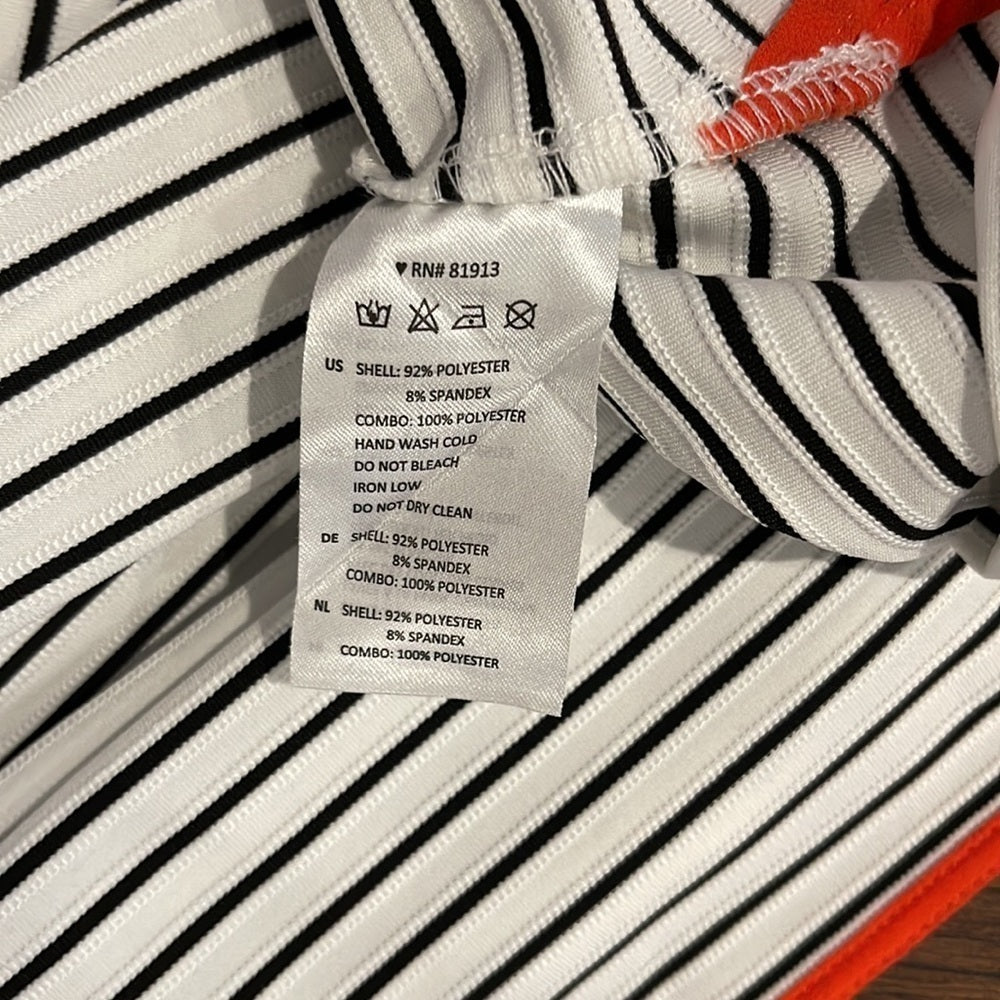 ♥ RN# 81913
US SHELL: 92% POLYESTER
8% SPANDEX
COMBO: 100% POLYESTER
HAND WASH COLD
DO NOT BLEACH
IRON LOW
DO NOT DRY CLEAN
DE SHELL: 92% POLYESTER
8% SPANDEX
COMBO: 100% POLYESTER
NL SHELL: 92% POLYESTER
8% SPANDEX
COMBO: 100% POLYESTER